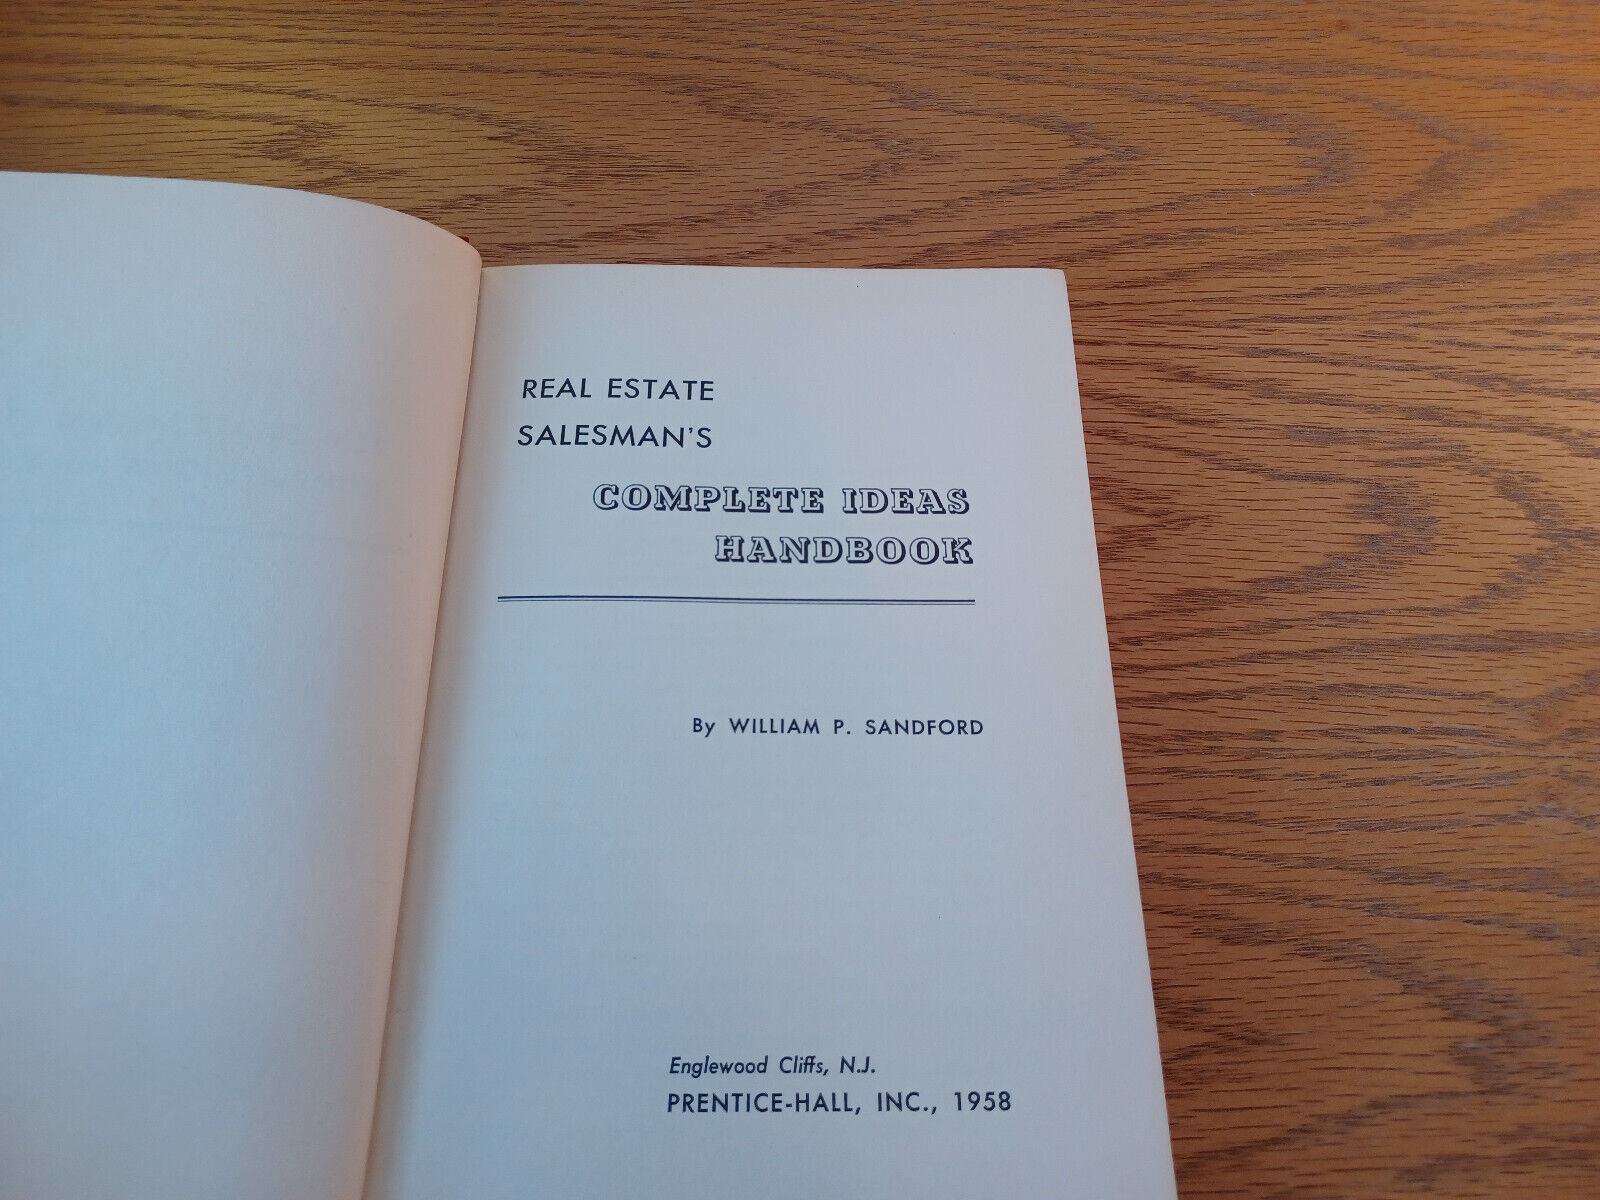 REAL ESTATE
SALESMAN'S
COMPLETE IDEAS
HANDBOOK
By WILLIAM P. SANDFORD
Englewood Cliffs, N.J.
PRENTICE-HALL, INC., 1958